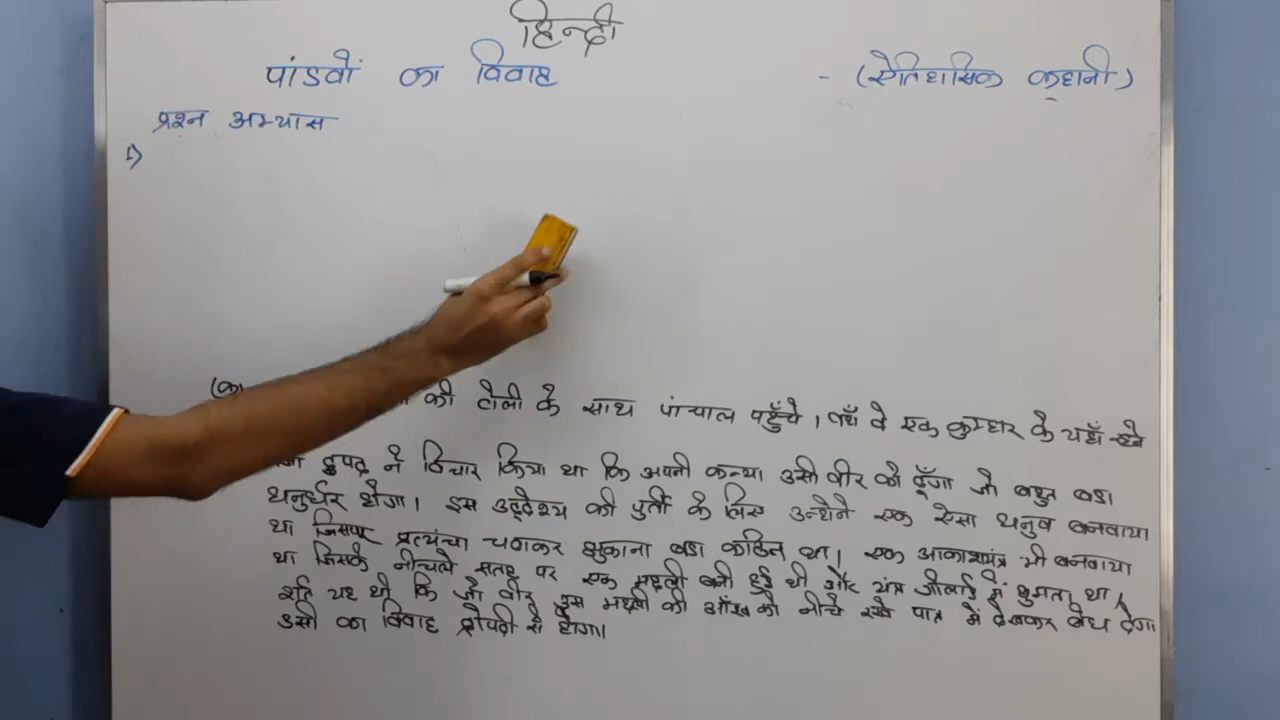 हिन्दी
पांडवों का विवाह - (ऐतिहासिक कहानी)
प्रश्न अभ्यास
1)
(क) की टोली के साथ पांचाल पहुँचे। वहाँ वे एक कुम्हार के यहाँ
द्रुपद ने विचार किया था कि अपनी कन्या उसी वीर को दूँगा जो बहुत बडा
धनुर्धर होगा। इस उद्देश्य की पुर्ती के लिए उन्होने एक ऐसा धनुष बनवाया
था जिसपर प्रत्यंचा चढाकर झुकाना बडा कठिन था। एक आकाशयंत्र भी बनवाया
था जिसके नीचले सतह पर एक मछली बनी हुई थी और यंत्र गोलाई में घुमता था।
शर्त यह थी कि जो वीर इस मछली की आँख को नीचे रखे पात्र में देखकर बेध देगा
उसी का विवाह द्रौपदी से होगा।